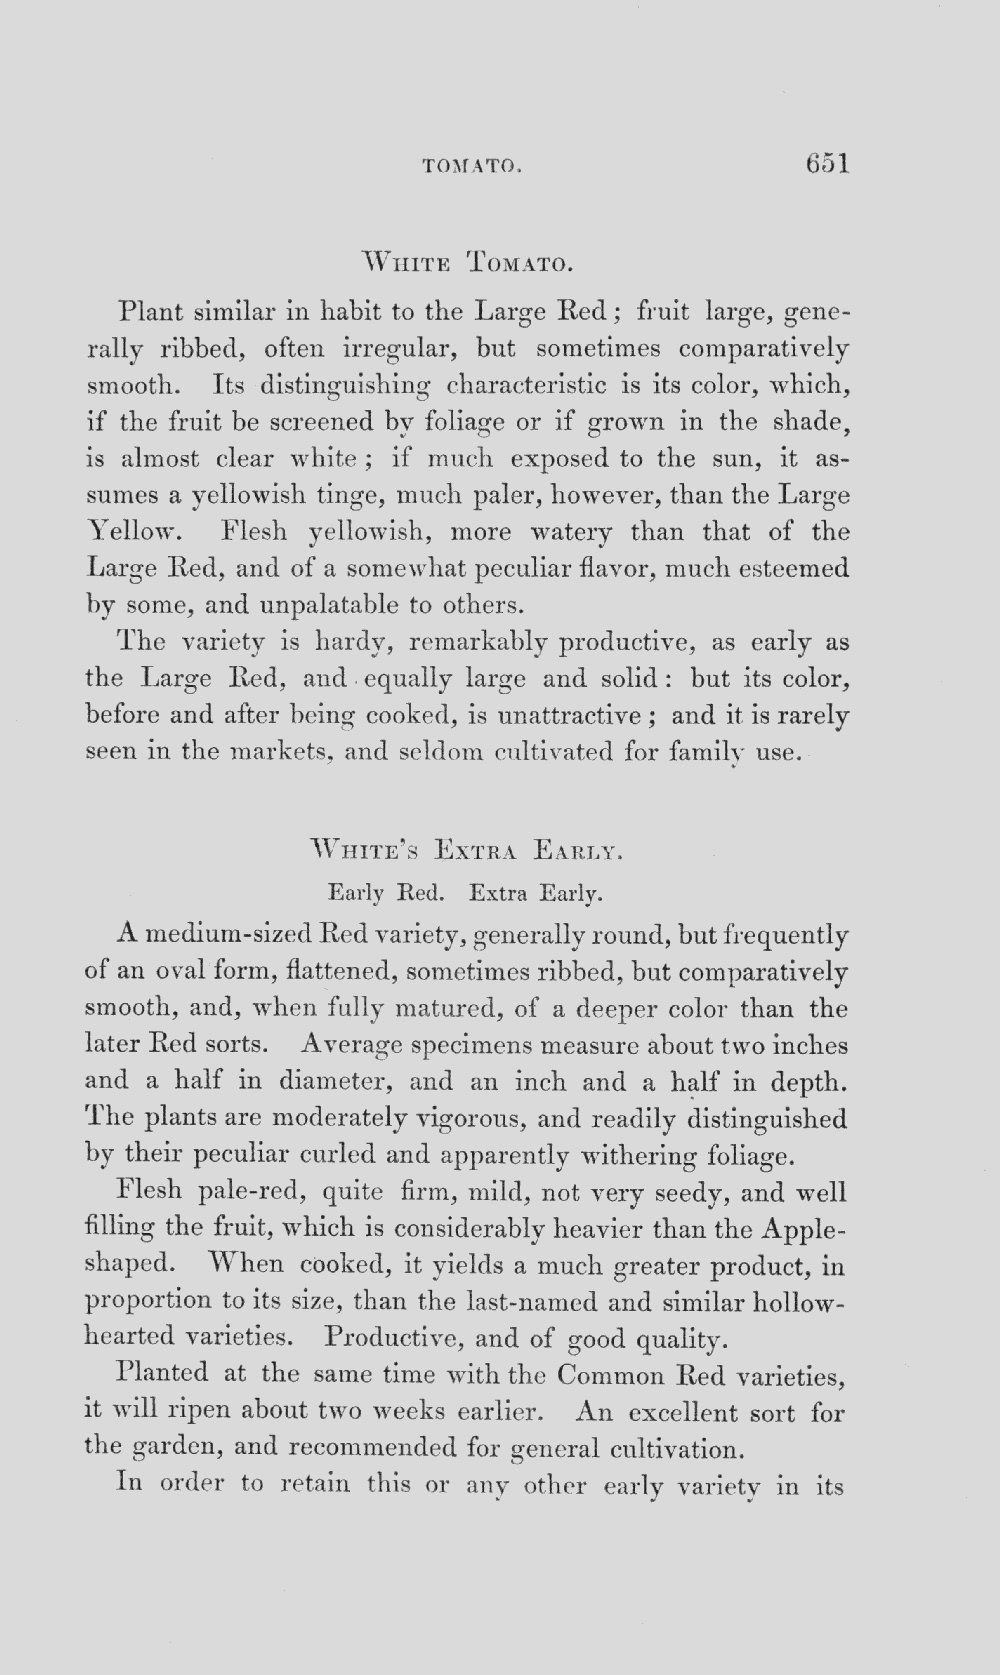 TOMATO. 651
WHITE TOMATO.
Plant similar in habit to the Large Red; fruit large, gene-
rally ribbed, often irregular, but sometimes comparatively
smooth. Its distinguishing characteristic is its color, which,
if the fruit be screened by foliage or if grown in the shade,
is almost clear white; if much exposed to the sun, it as-
sumes a yellowish tinge, much paler, however, than the Large
Yellow. Flesh yellowish, more watery than that of the
Large Red, and of a somewhat peculiar flavor, much esteemed
by some, and unpalatable to others.
The variety is hardy, remarkably productive, as early as
the Large Red, and equally large and solid: but its color,
before and after being cooked, is unattractive; and it is rarely
seen in the markets, and seldom cultivated for family use.
WHITE'S EXTRA EARLY.
Early Red. Extra Early.
A medium-sized Red variety, generally round, but frequently
of an oval form, flattened, sometimes ribbed, but comparatively
smooth, and, when fully matured, of a deeper color than the
later Red sorts. Average specimens measure about two inches
and a half in diameter, and an inch and a half in depth.
The plants are moderately vigorous, and readily distinguished
by their peculiar curled and apparently withering foliage.
Flesh pale-red, quite firm, mild, not very seedy, and well
filling the fruit, which is considerably heavier than the Apple-
shaped. When cooked, it yields a much greater product, in
proportion to its size, than the last-named and similar hollow-
hearted varieties. Productive, and of good quality.
Planted at the same time with the Common Red varieties,
it will ripen about two weeks earlier. An excellent sort for
the garden, and recommended for general cultivation.
In order to retain this or any other early variety in its